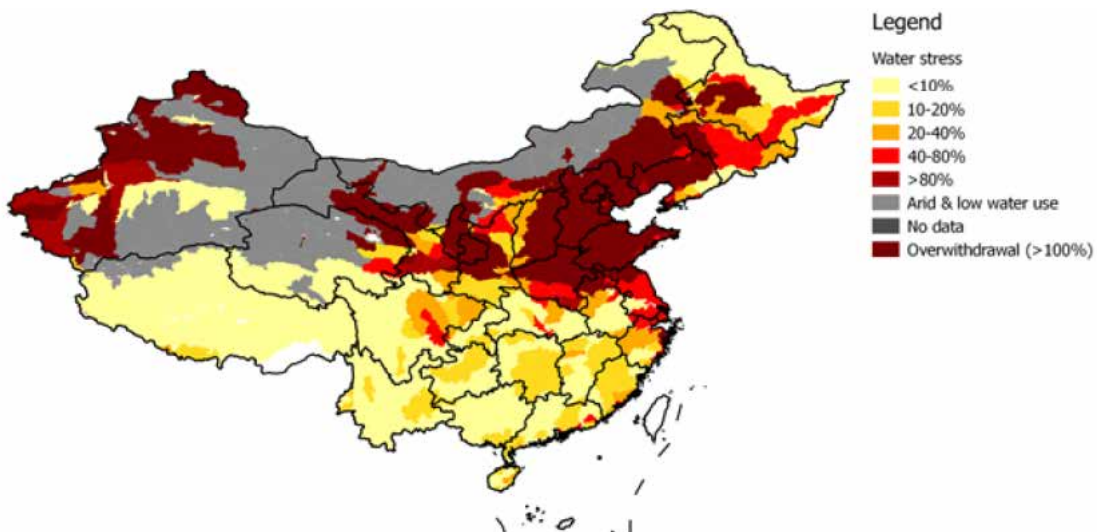 Legend
Water stress
<10%
10-20%
20-40%
40-80%
>80%
Arid & low water use
No data
Overwithdrawal (>100%)